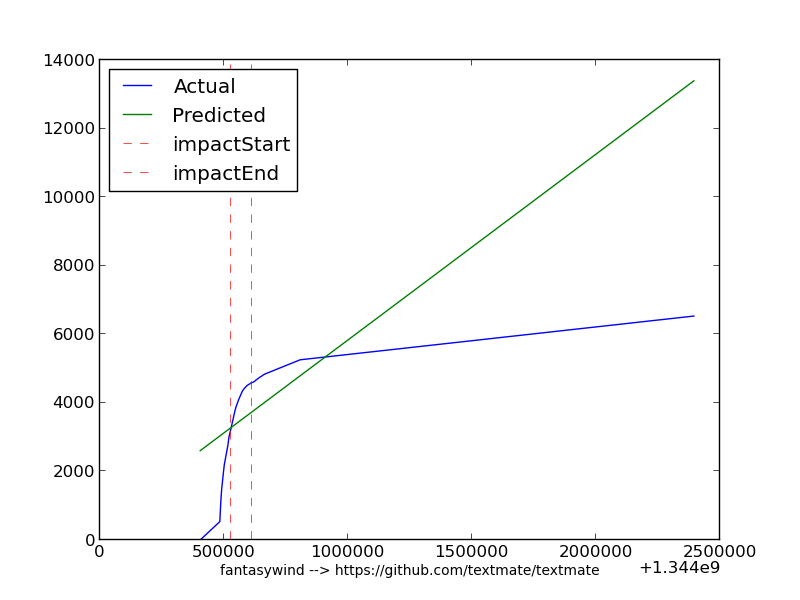 14000
12000
10000
8000
6000
4000
2000
0
Actual
Predicted
impactStart
impactEnd
0 500000 1000000 1500000 2000000 2500000
+1.344e9
fantasywind --> https://github.com/textmate/textmate